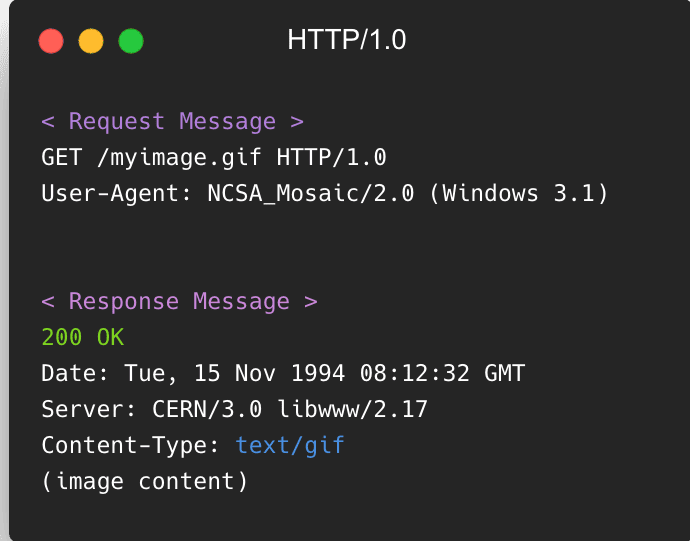 HTTP/1.0
< Request Message >
GET /myimage.gif HTTP/1.0
User-Agent: NCSA_Mosaic/2.0 (Windows 3.1)
< Response Message >
200 OK
Date: Tue, 15 Nov 1994 08:12:32 GMT
Server: CERN/3.0 libwww/2.17
Content-Type: text/gif
(image content)